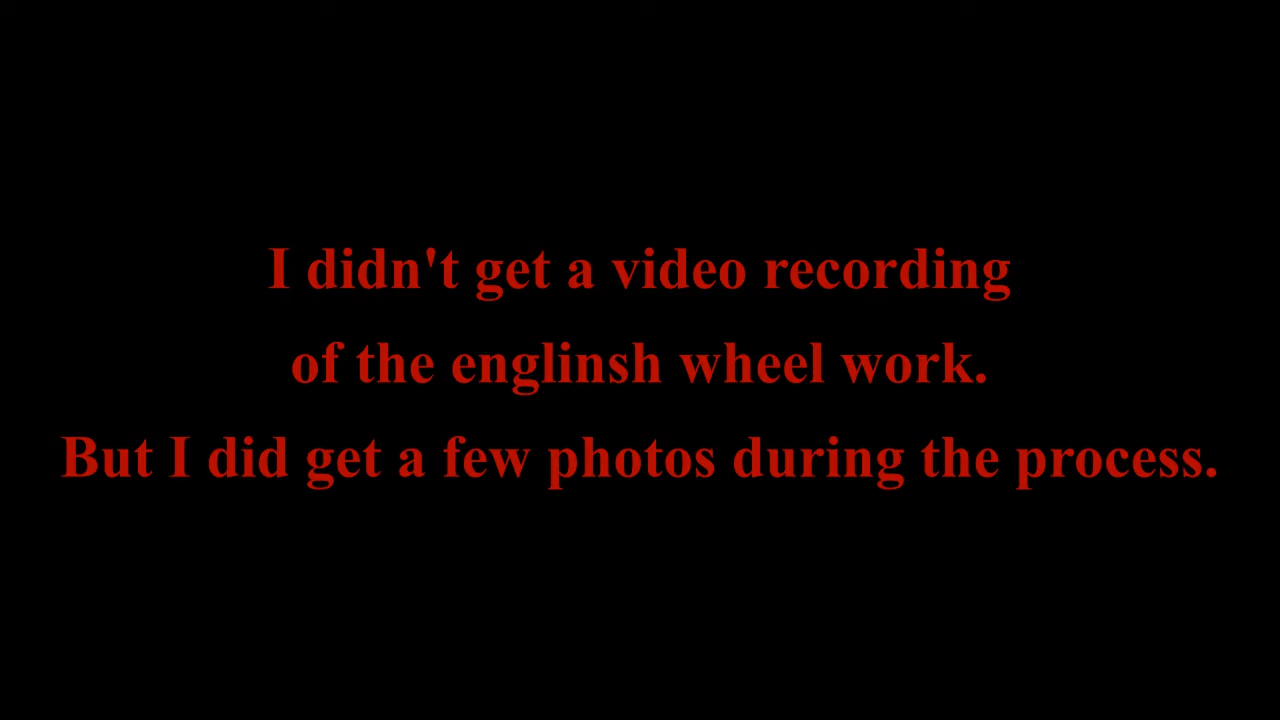 I didn't get a video recording
of the englinsh wheel work.
But I did get a few photos during the process.